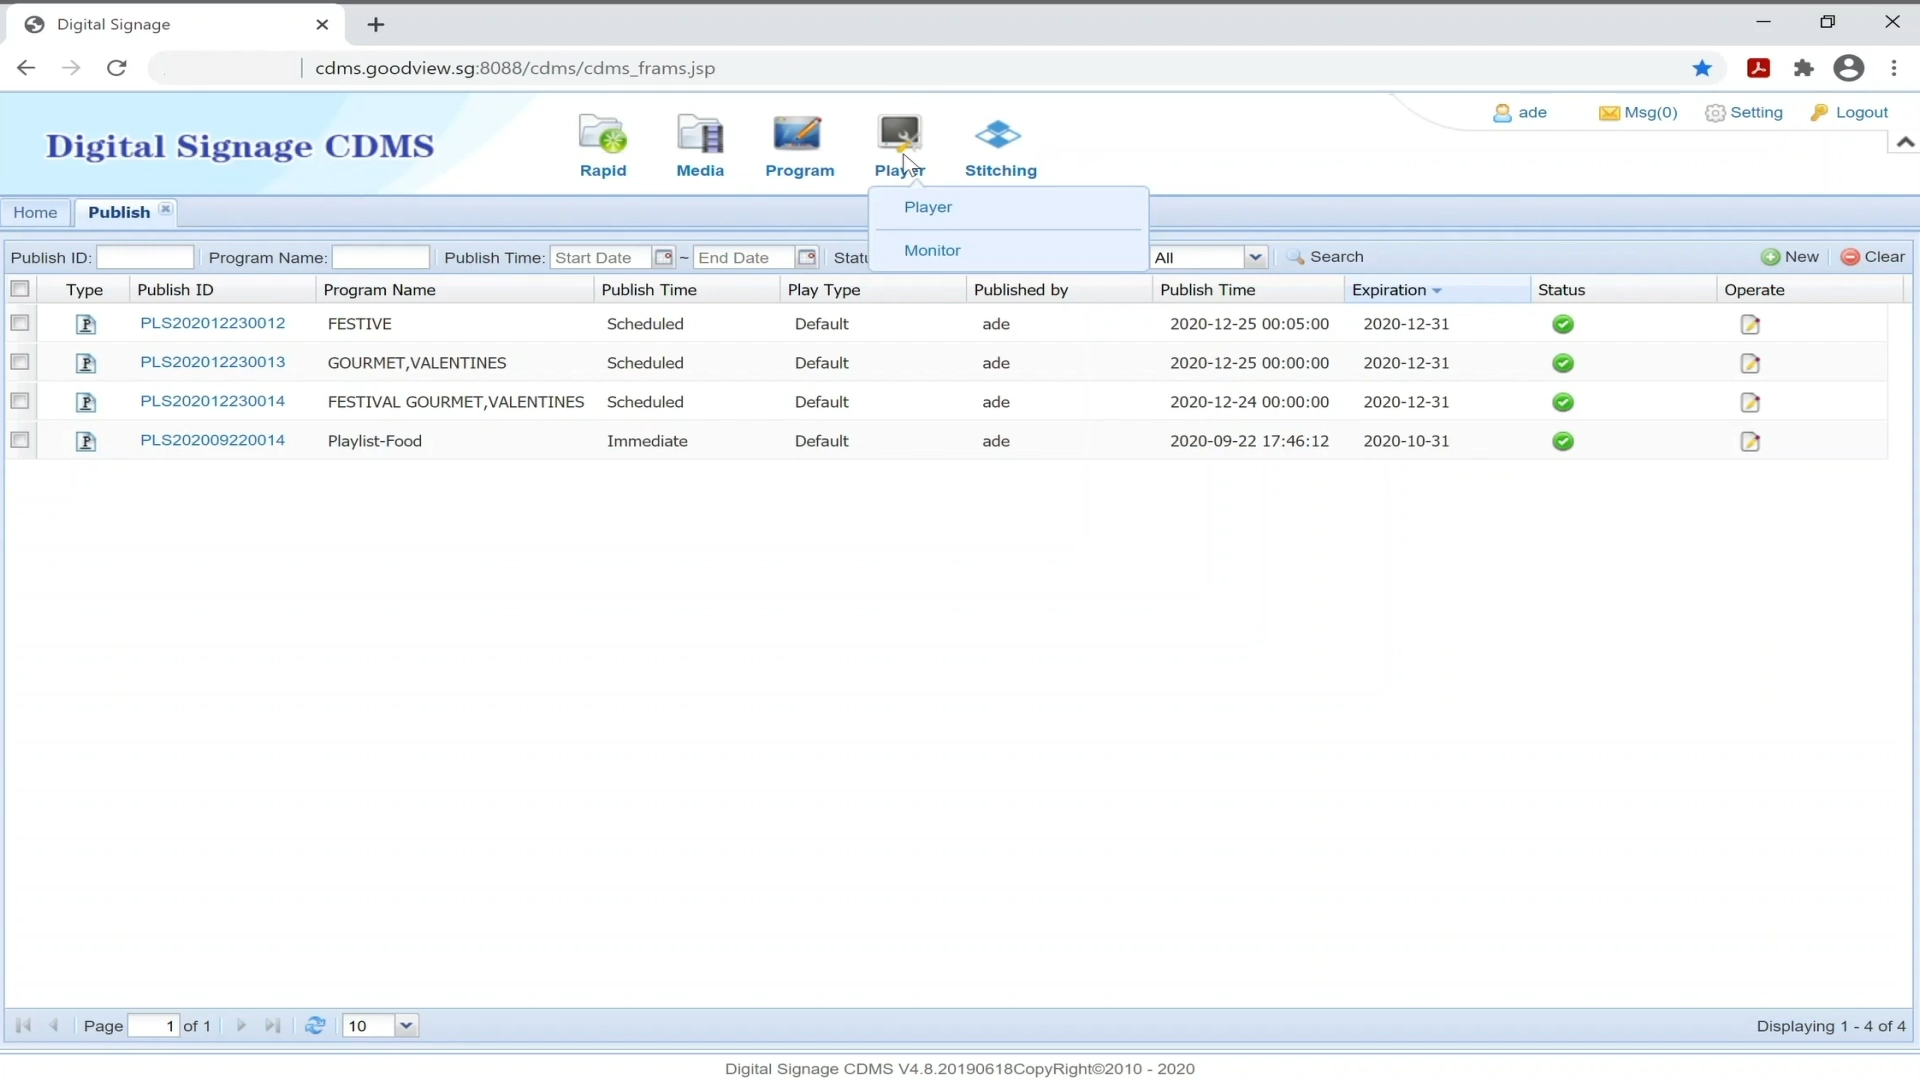 Digital Signage
cdms.goodview.sg:8088/cdms/cdms_frams.jsp
ade Msg(0) Setting Logout
Digital Signage CDMS
Rapid Media Program Player Stitching
Player
Monitor
Home Publish
Publish ID: Program Name: Publish Time: Start Date ~ End Date Statu All Search New Clear
Type Publish ID Program Name Publish Time Play Type Published by Publish Time Expiration Status Operate
PLS202012230012 FESTIVE Scheduled Default ade 2020-12-25 00:05:00 2020-12-31
PLS202012230013 GOURMET,VALENTINES Scheduled Default ade 2020-12-25 00:00:00 2020-12-31
PLS202012230014 FESTIVAL GOURMET,VALENTINES Scheduled Default ade 2020-12-24 00:00:00 2020-12-31
PLS202009220014 Playlist-Food Immediate Default ade 2020-09-22 17:46:12 2020-10-31
Page 1 of 1 10 Displaying 1 - 4 of 4
Digital Signage CDMS V4.8.20190618CopyRight©2010 - 2020